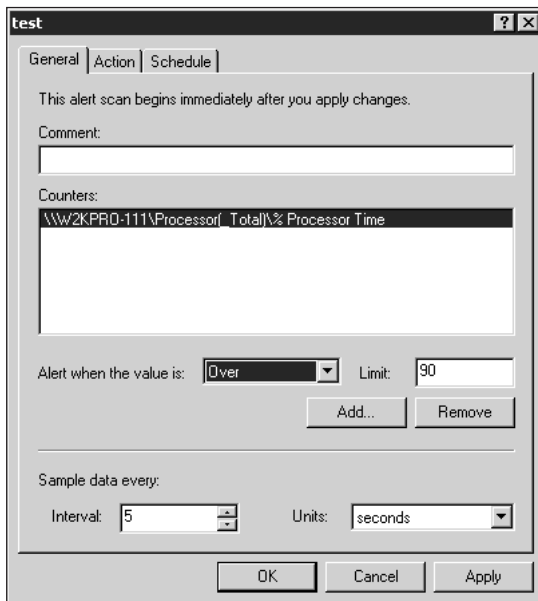 test
General Action Schedule
This alert scan begins immediately after you apply changes.
Comment:
Counters:
\\W2KPRO-111\Processor(_Total)\% Processor Time
Alert when the value is: Over Limit: 90
Add... Remove
Sample data every:
Interval: 5 Units: seconds
OK Cancel Apply